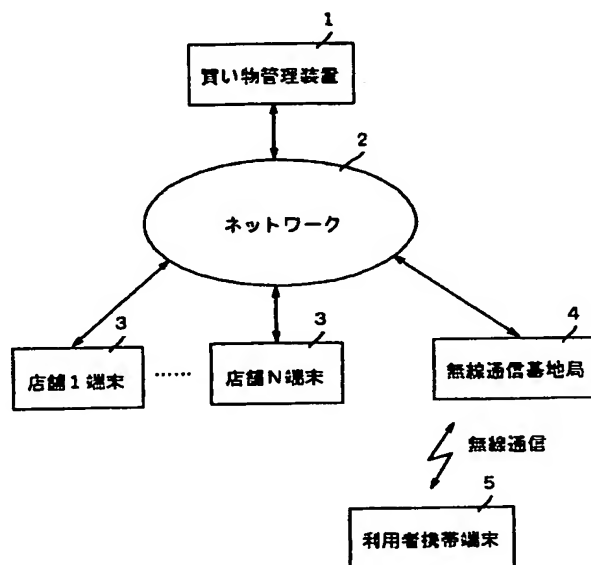 1
買い物管理装置
2
ネットワーク
3
店舗1端末
……
3
店舗N端末
4
無線通信基地局
無線通信
5
利用者携帯端末